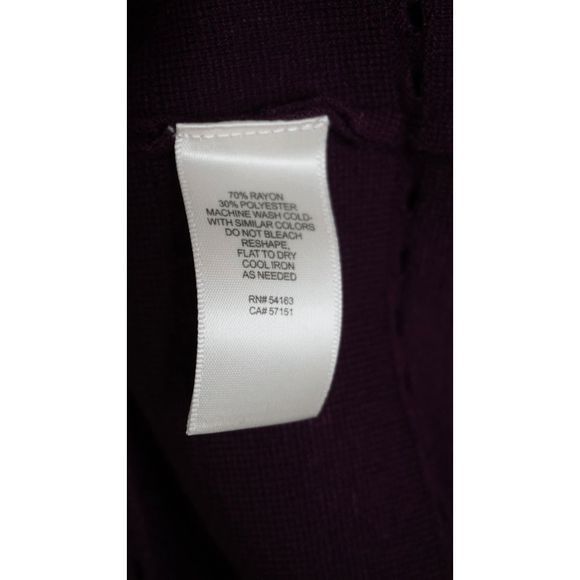 70% RAYON
30% POLYESTER
MACHINE WASH COLD-
WITH SIMILAR COLORS
DO NOT BLEACH
RESHAPE,
FLAT TO DRY
COOL IRON
AS NEEDED
RN# 54163
CA# 57151